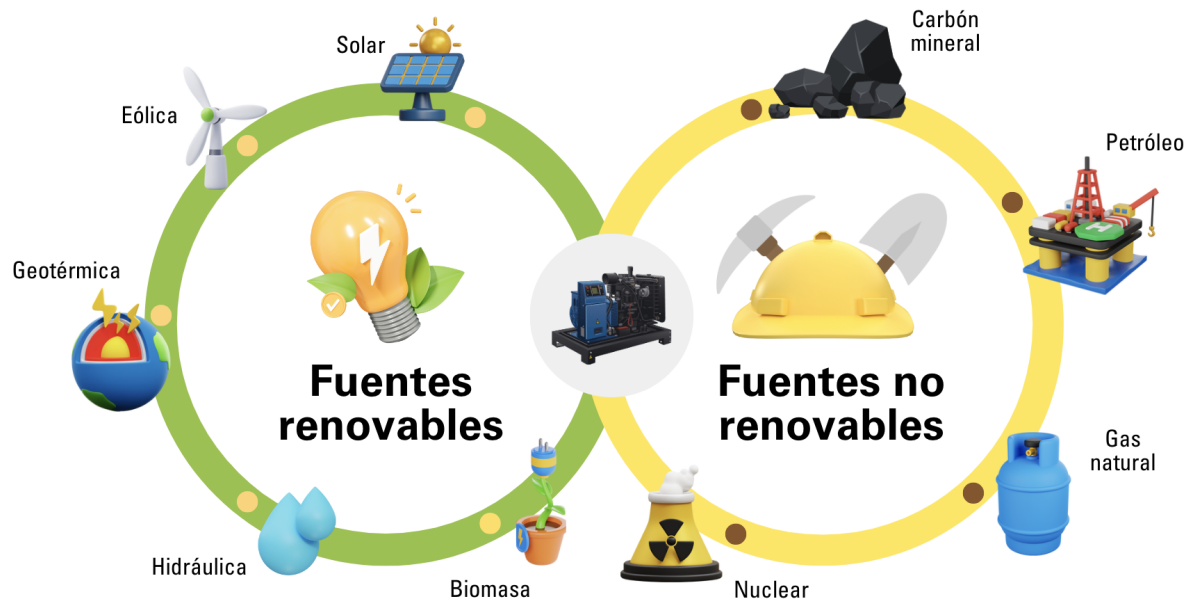 Solar
Eólica
Geotérmica
Hidráulica
Biomasa
Fuentes
renovables
Carbón
mineral
Petróleo
Gas
natural
Nuclear
Fuentes no
renovables
H